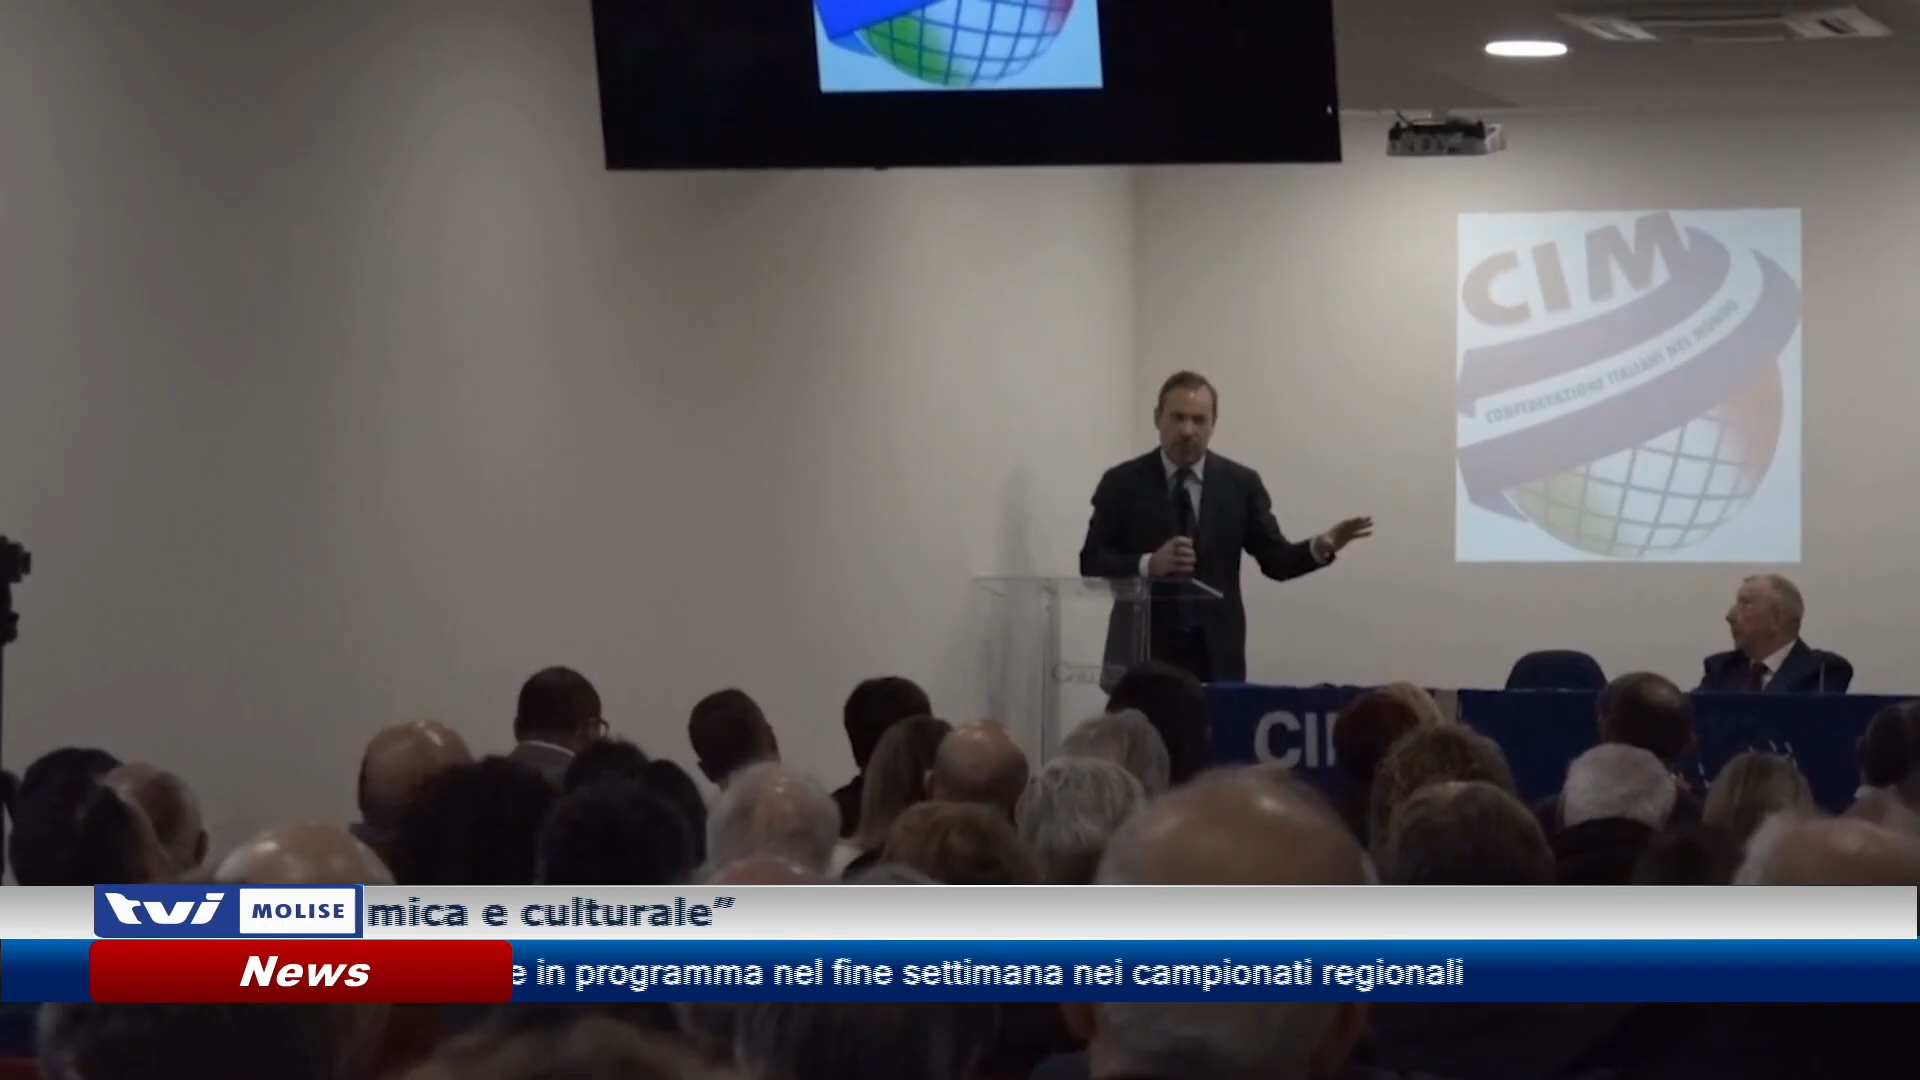 CIM
CONFEDERAZIONE ITALIANI NEL MONDO
CI
tvi MOLISE mica e culturale”
News e in programma nel fine settimana nei campionati regionali